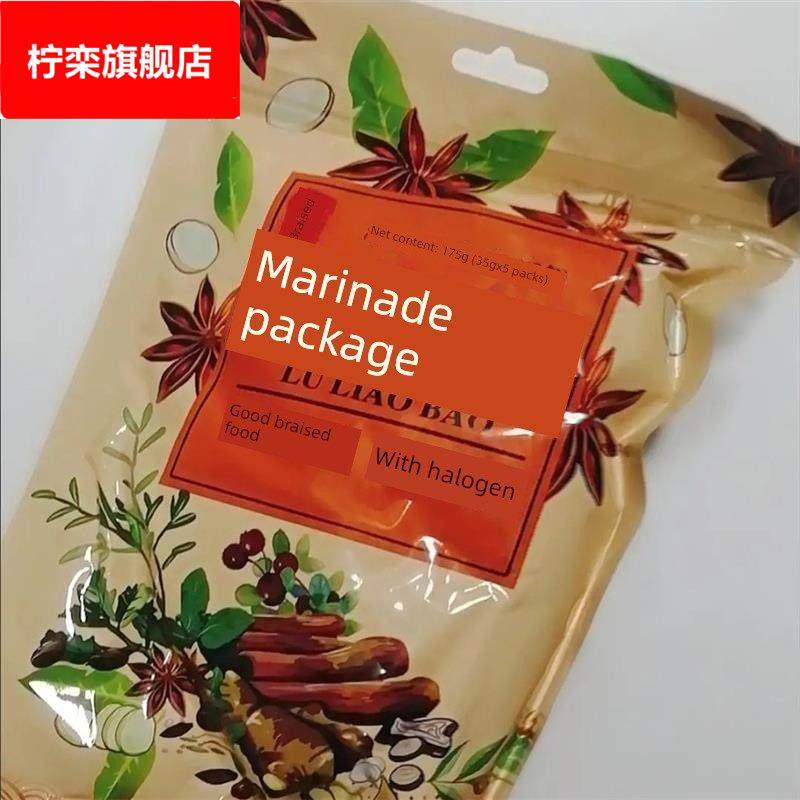 柠栾旗舰店
Braised
Net content: 175g (35gx5 packs)
Marinade
package
LU LIAO BAO
Good braised
food
With halogen